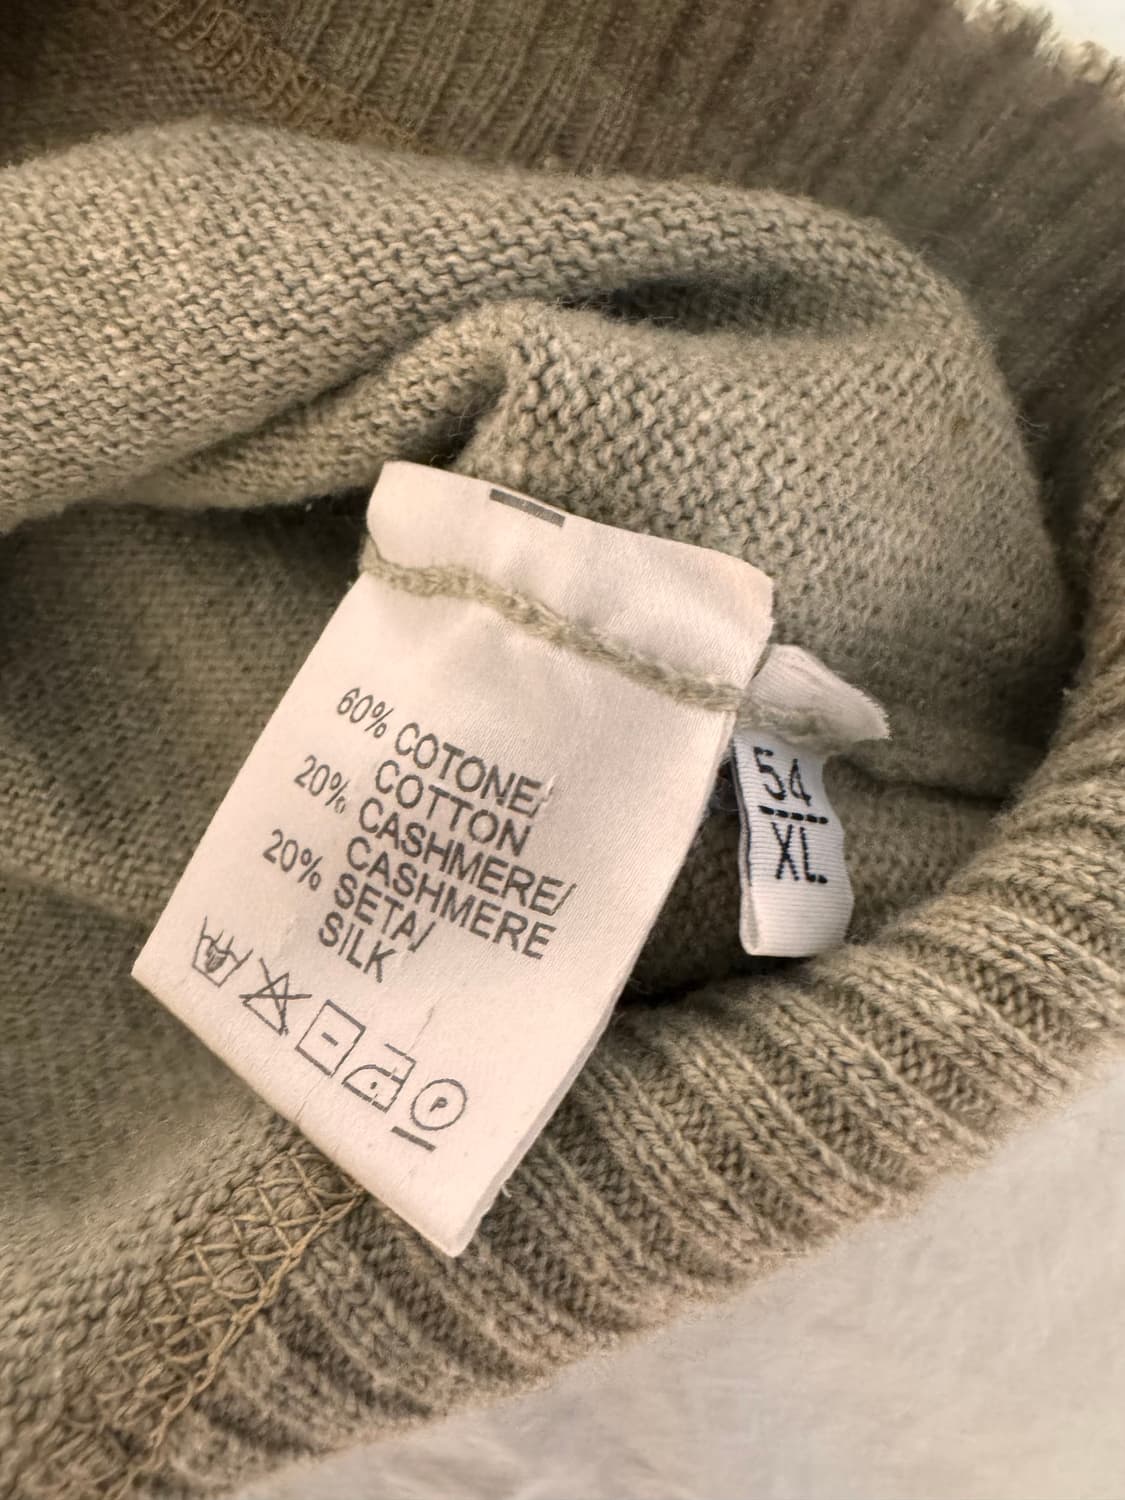 60% COTONE/
COTTON
20% CASHMERE/
CASHMERE
20% SETA/
SILK
P
54
XL